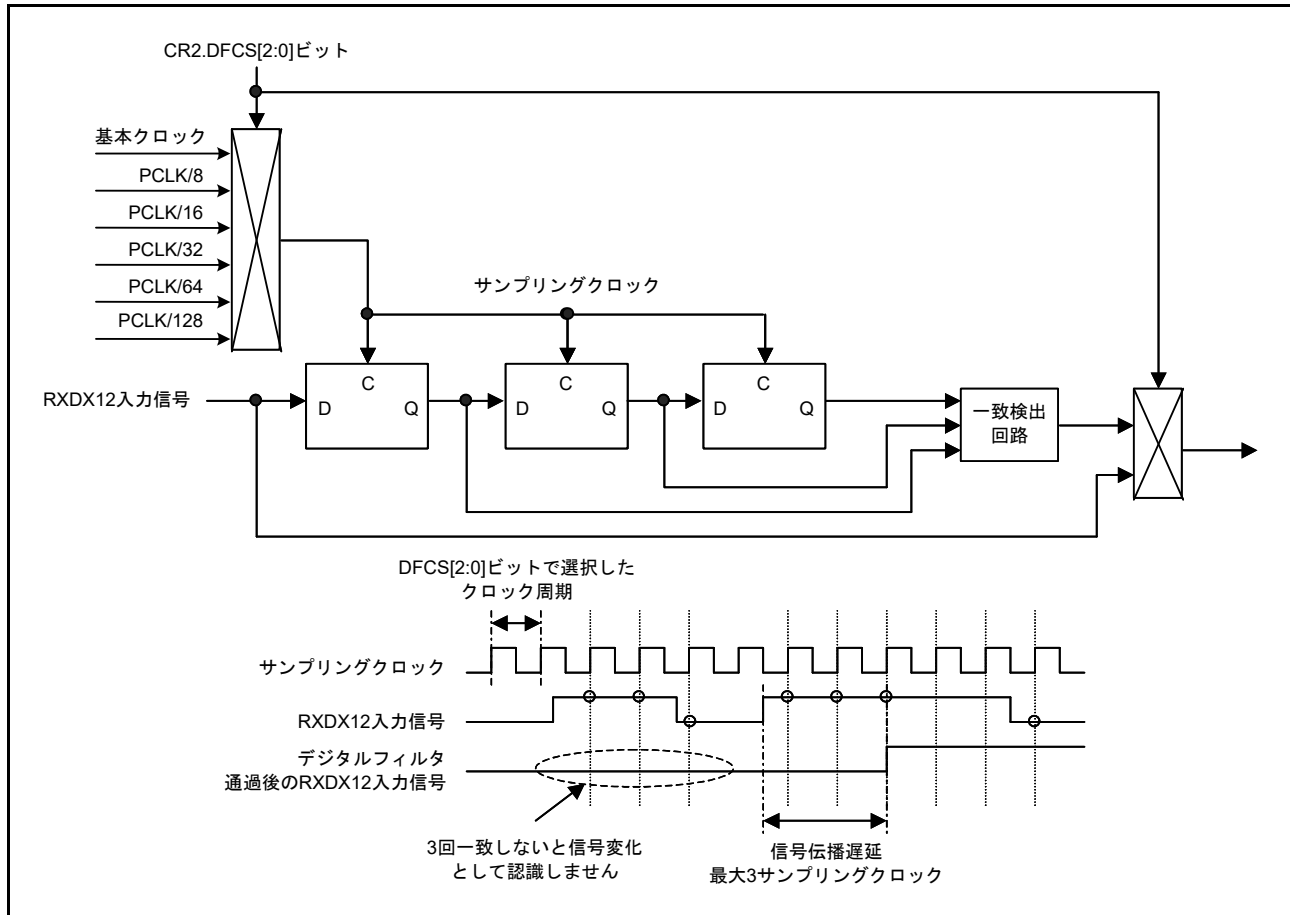 CR2.DFCS[2:0]ビット
基本クロック
PCLK/8
PCLK/16
PCLK/32
PCLK/64
PCLK/128
サンプリングクロック
RXDX12入力信号
C
D
Q
C
D
Q
C
D
Q
一致検出
回路
DFCS[2:0]ビットで選択した
クロック周期
サンプリングクロック
RXDX12入力信号
デジタルフィルタ
通過後のRXDX12入力信号
3回一致しないと信号変化
として認識しません
信号伝播遅延
最大3サンプリングクロック